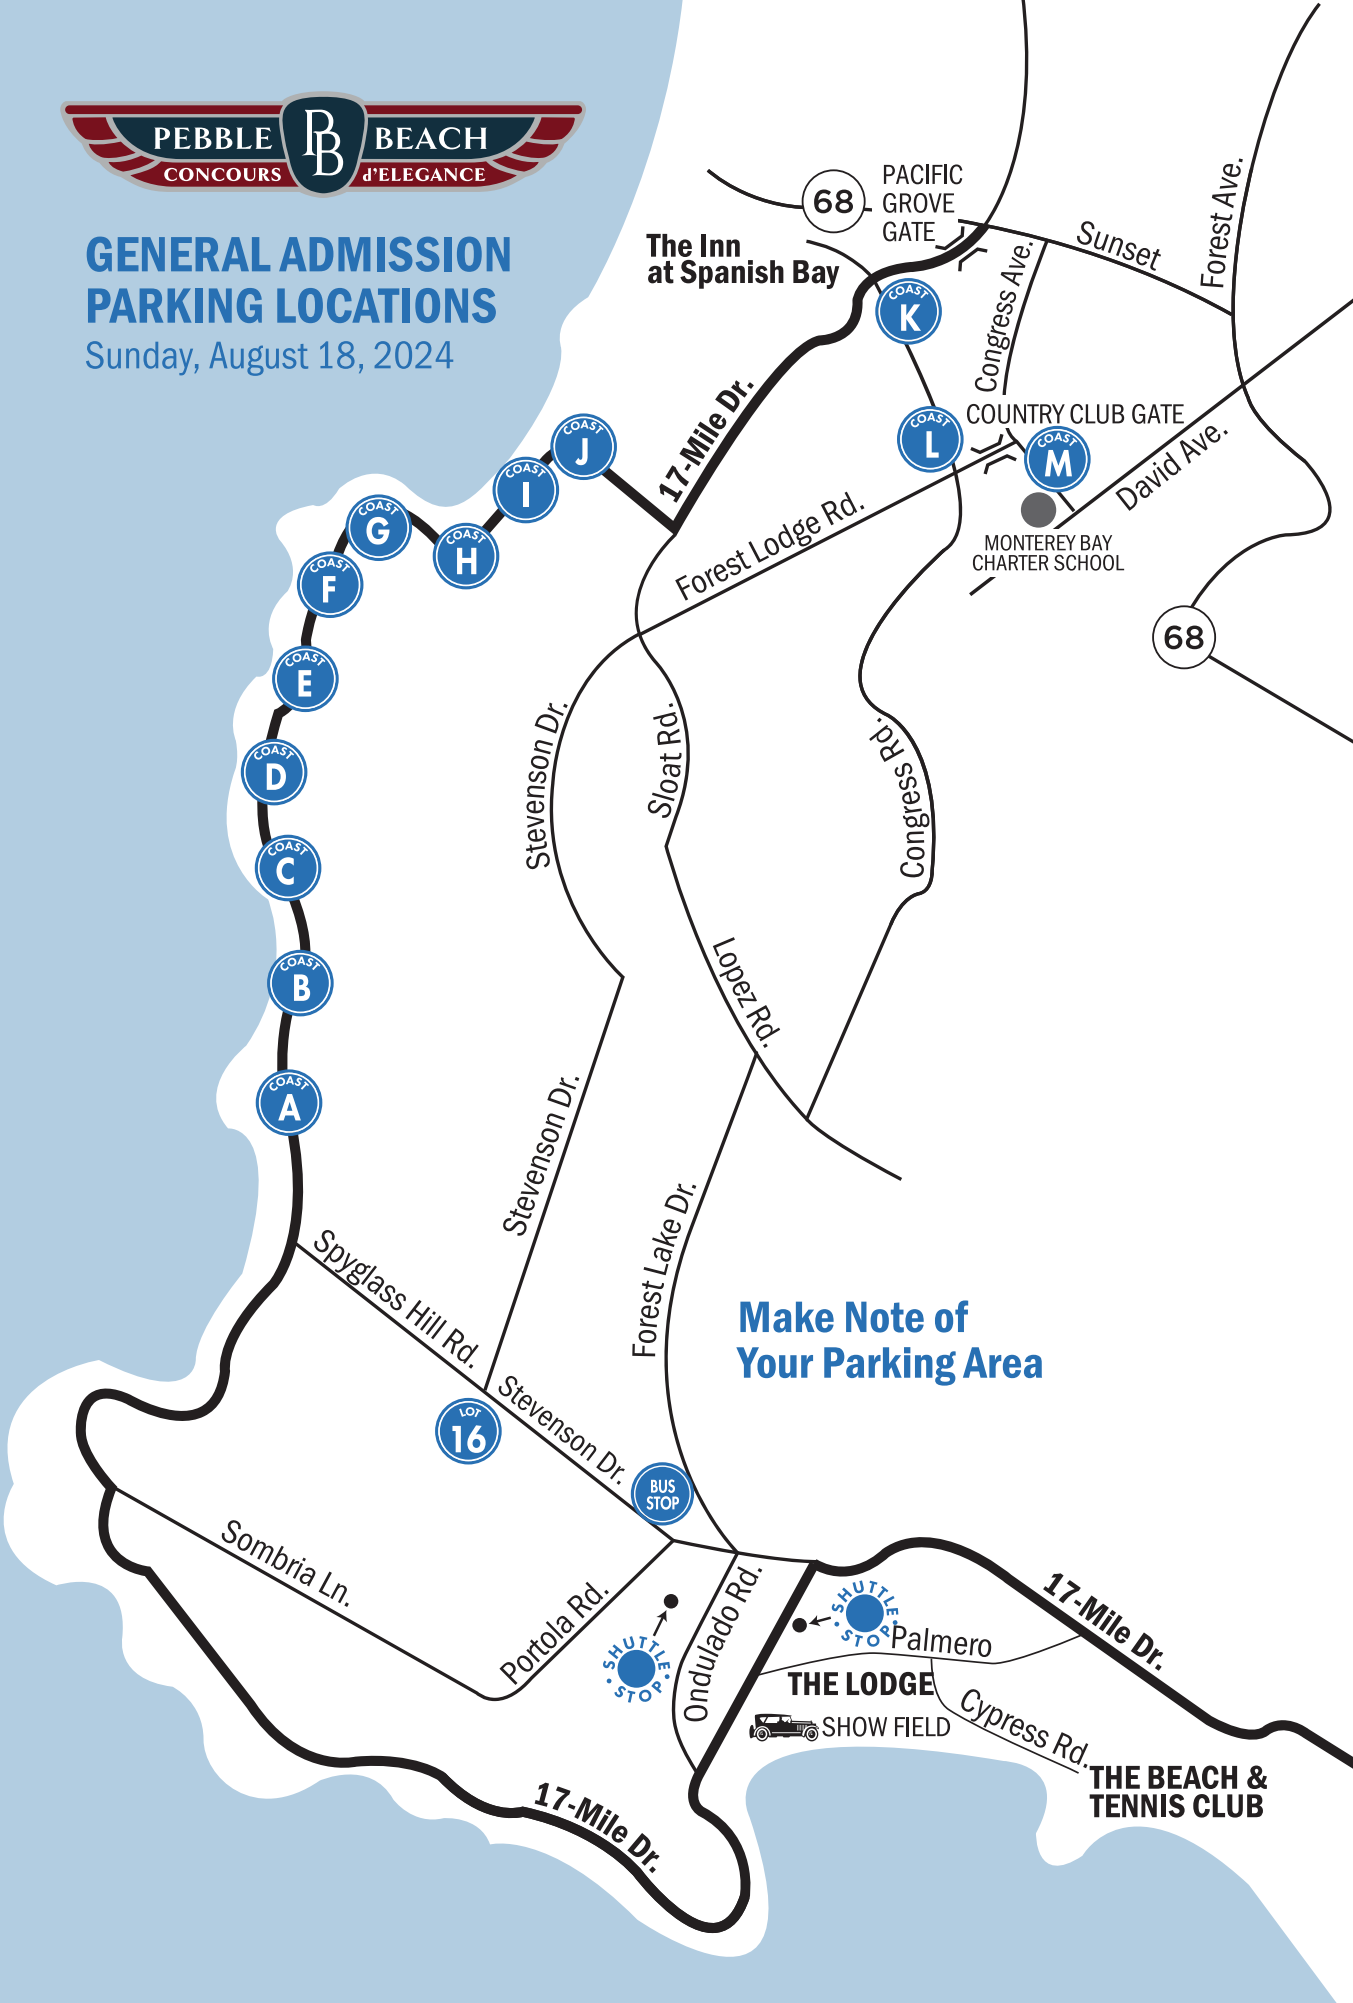 PEBBLE PB BEACH
CONCOURS d'ELEGANCE
GENERAL ADMISSION
PARKING LOCATIONS
Sunday, August 18, 2024
68
PACIFIC
GROVE
GATE
The Inn
at Spanish Bay
Sunset
Forest Ave.
Congress Ave.
COAST
K
17-Mile Dr.
COUNTRY CLUB GATE
COAST
L
COAST
M
David Ave.
COAST
J
COAST
I
COAST
G
COAST
H
Forest Lodge Rd.
MONTEREY BAY
CHARTER SCHOOL
COAST
F
68
COAST
E
Stevenson Dr.
Sloat Rd.
Congress Rd.
COAST
D
COAST
C
COAST
B
Lopez Rd.
COAST
A
Stevenson Dr.
Forest Lake Dr.
Spyglass Hill Rd.
Make Note of
Your Parking Area
Stevenson Dr.
LOT
16
BUS
STOP
Sombria Ln.
Portola Rd.
SHUTTLE
STOP
Ondulado Rd.
SHUTTLE
STOP
Palmero
17-Mile Dr.
THE LODGE
SHOW FIELD
Cypress Rd.
THE BEACH &
TENNIS CLUB
17-Mile Dr.